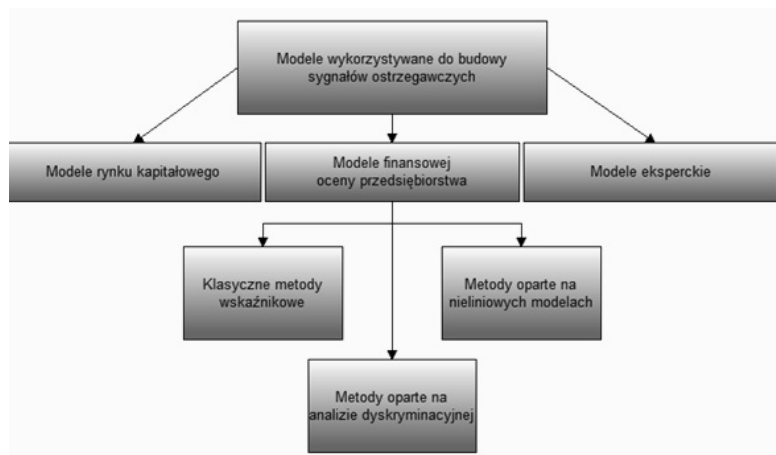 Modele wykorzystywane do budowy
sygnałów ostrzegawczych
Modele rynku kapitałowego
Modele finansowej
oceny przedsiębiorstwa
Modele eksperckie
Klasyczne metody
wskaźnikowe
Metody oparte na
nieliniowych modelach
Metody oparte na
analizie dyskryminacyjnej